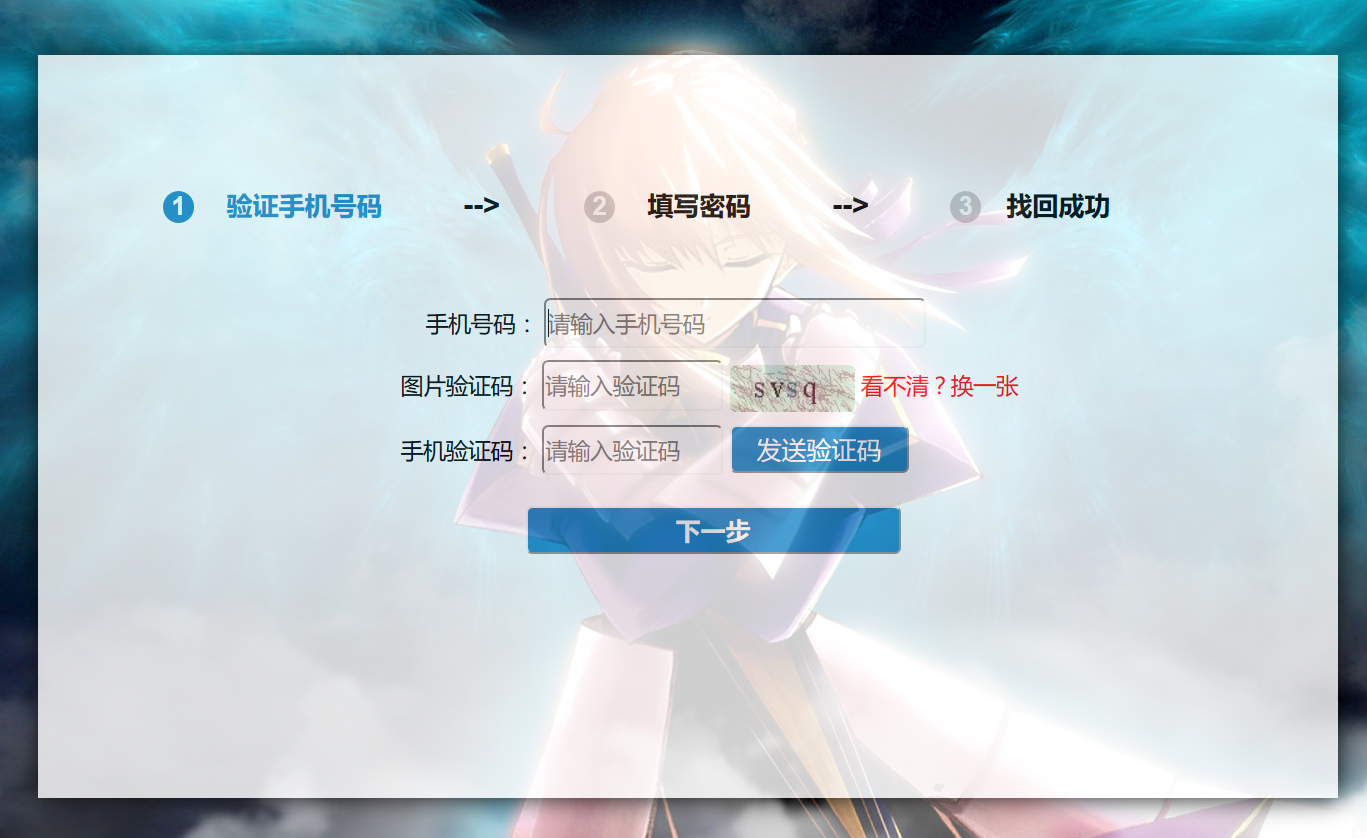 1 验证手机号码 --> 2 填写密码 --> 3 找回成功
手机号码： 请输入手机号码
图片验证码： 请输入验证码 svsq 看不清？换一张
手机验证码： 请输入验证码 发送验证码
下一步